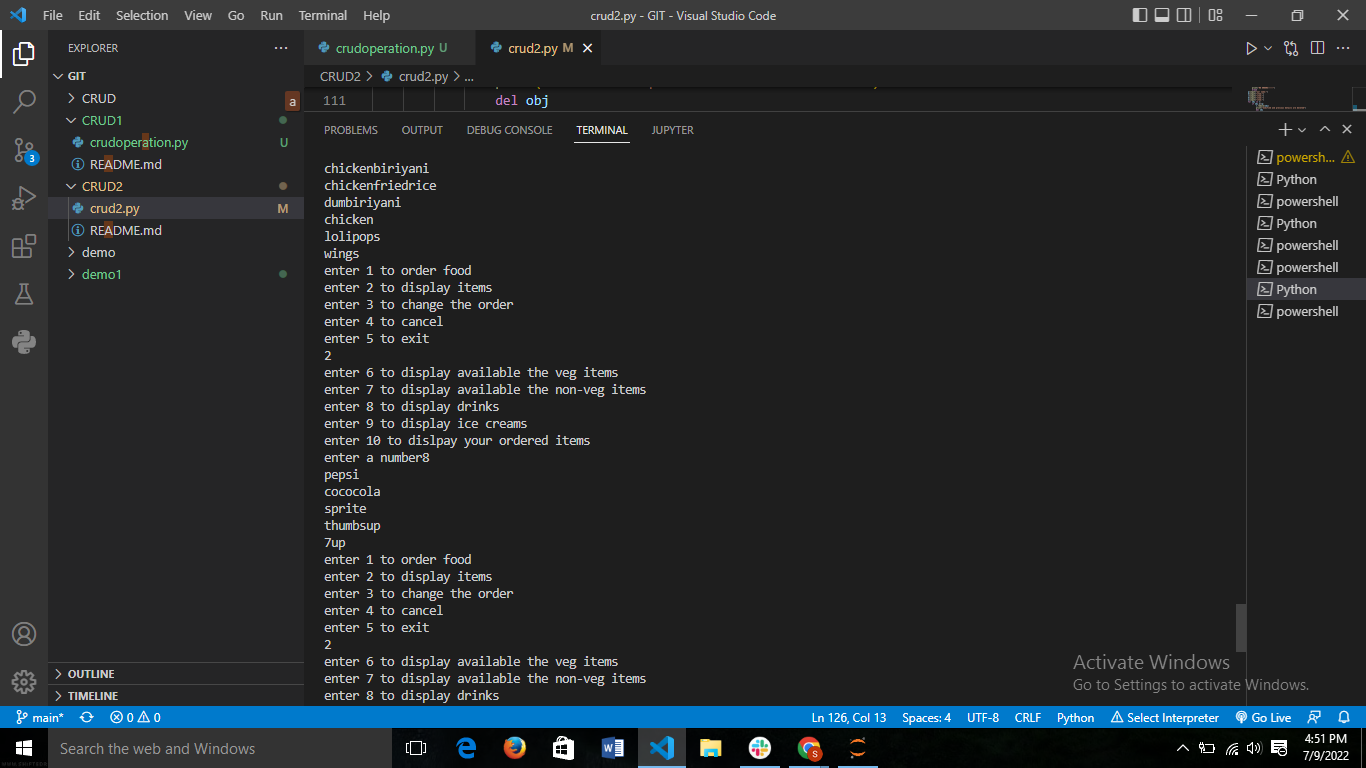 File Edit Selection View Go Run Terminal Help crud2.py - GIT - Visual Studio Code
EXPLORER
crudoperation.py U crud2.py M
GIT
CRUD2 > crud2.py > ...
CRUD a
111 del obj
CRUD1
PROBLEMS OUTPUT DEBUG CONSOLE TERMINAL JUPYTER
crudoperation.py U
README.md
CRUD2
crud2.py M
README.md
demo
demo1
3
chickenbiriyani
chickenfriedrice
dumbiriyani
chicken
lolipops
wings
enter 1 to order food
enter 2 to display items
enter 3 to change the order
enter 4 to cancel
enter 5 to exit
2
enter 6 to display available the veg items
enter 7 to display available the non-veg items
enter 8 to display drinks
enter 9 to display ice creams
enter 10 to dislpay your ordered items
enter a number8
pepsi
cococola
sprite
thumbsup
7up
enter 1 to order food
enter 2 to display items
enter 3 to change the order
enter 4 to cancel
enter 5 to exit
2
enter 6 to display available the veg items
enter 7 to display available the non-veg items
enter 8 to display drinks
powersh...
Python
powershell
Python
powershell
powershell
Python
powershell
Activate Windows
Go to Settings to activate Windows.
OUTLINE
TIMELINE
main* 0 0 Ln 126, Col 13 Spaces: 4 UTF-8 CRLF Python Select Interpreter Go Live
Search the web and Windows
4:51 PM
7/9/2022